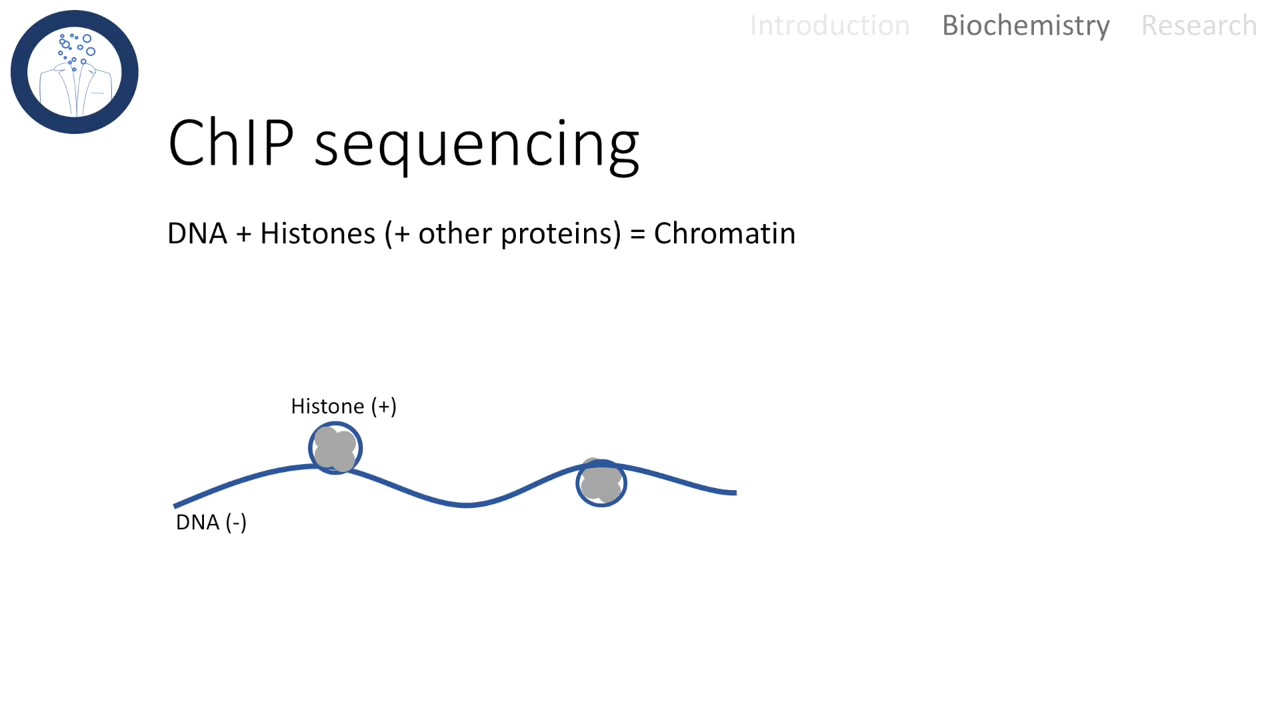 Introduction Biochemistry Research
ChIP sequencing
DNA + Histones (+ other proteins) = Chromatin
Histone (+)
DNA (-)